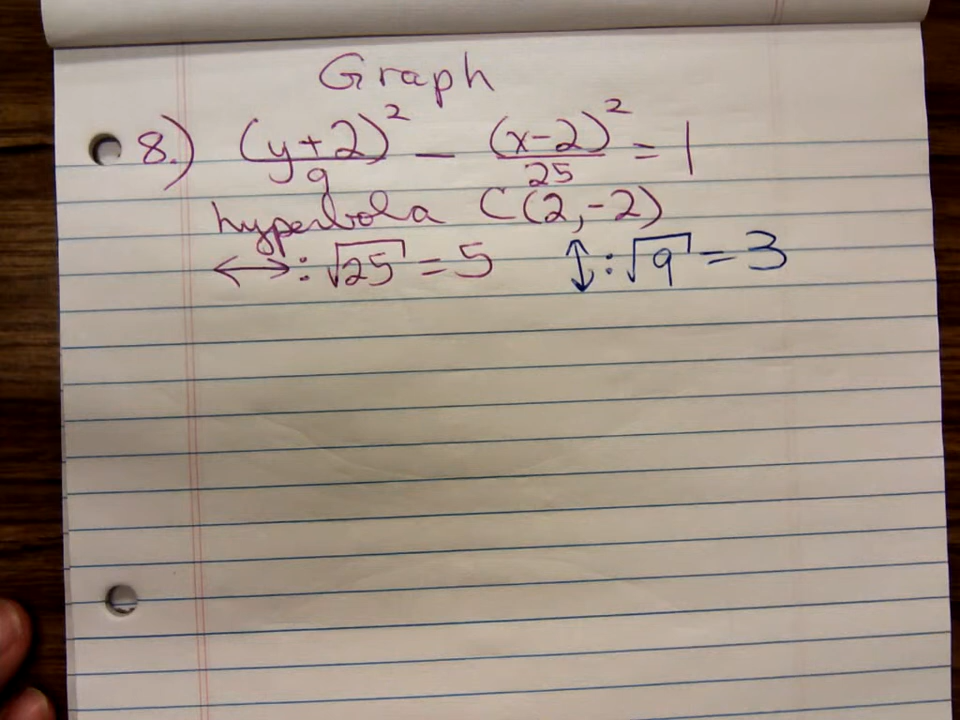 Graph
8.) (y+2)²/9 − (x-2)²/25 = 1
hyperbola C(2,-2)
↔: √25 = 5 ↕: √9 = 3